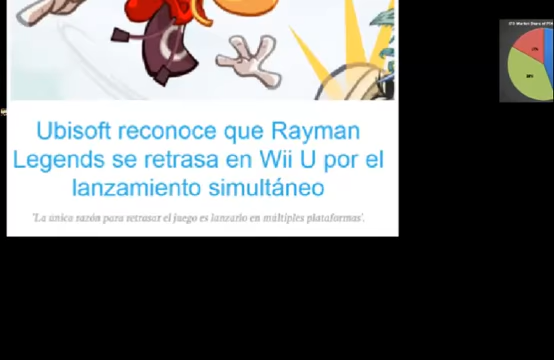 Ubisoft reconoce que Rayman
Legends se retrasa en Wii U por el
lanzamiento simultáneo
'La única razón para retrasar el juego es lanzarlo en múltiples plataformas'.